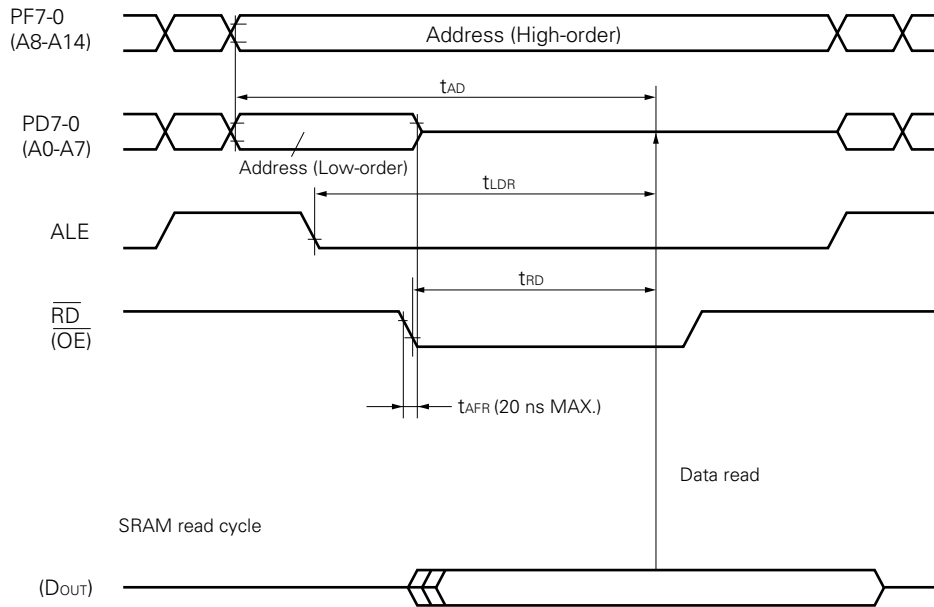 PF7-0
(A8-A14)
Address (High-order)
tAD
PD7-0
(A0-A7)
Address (Low-order)
tLDR
ALE
tRD
RD
(OE)
tAFR (20 ns MAX.)
Data read
SRAM read cycle
(DOUT)